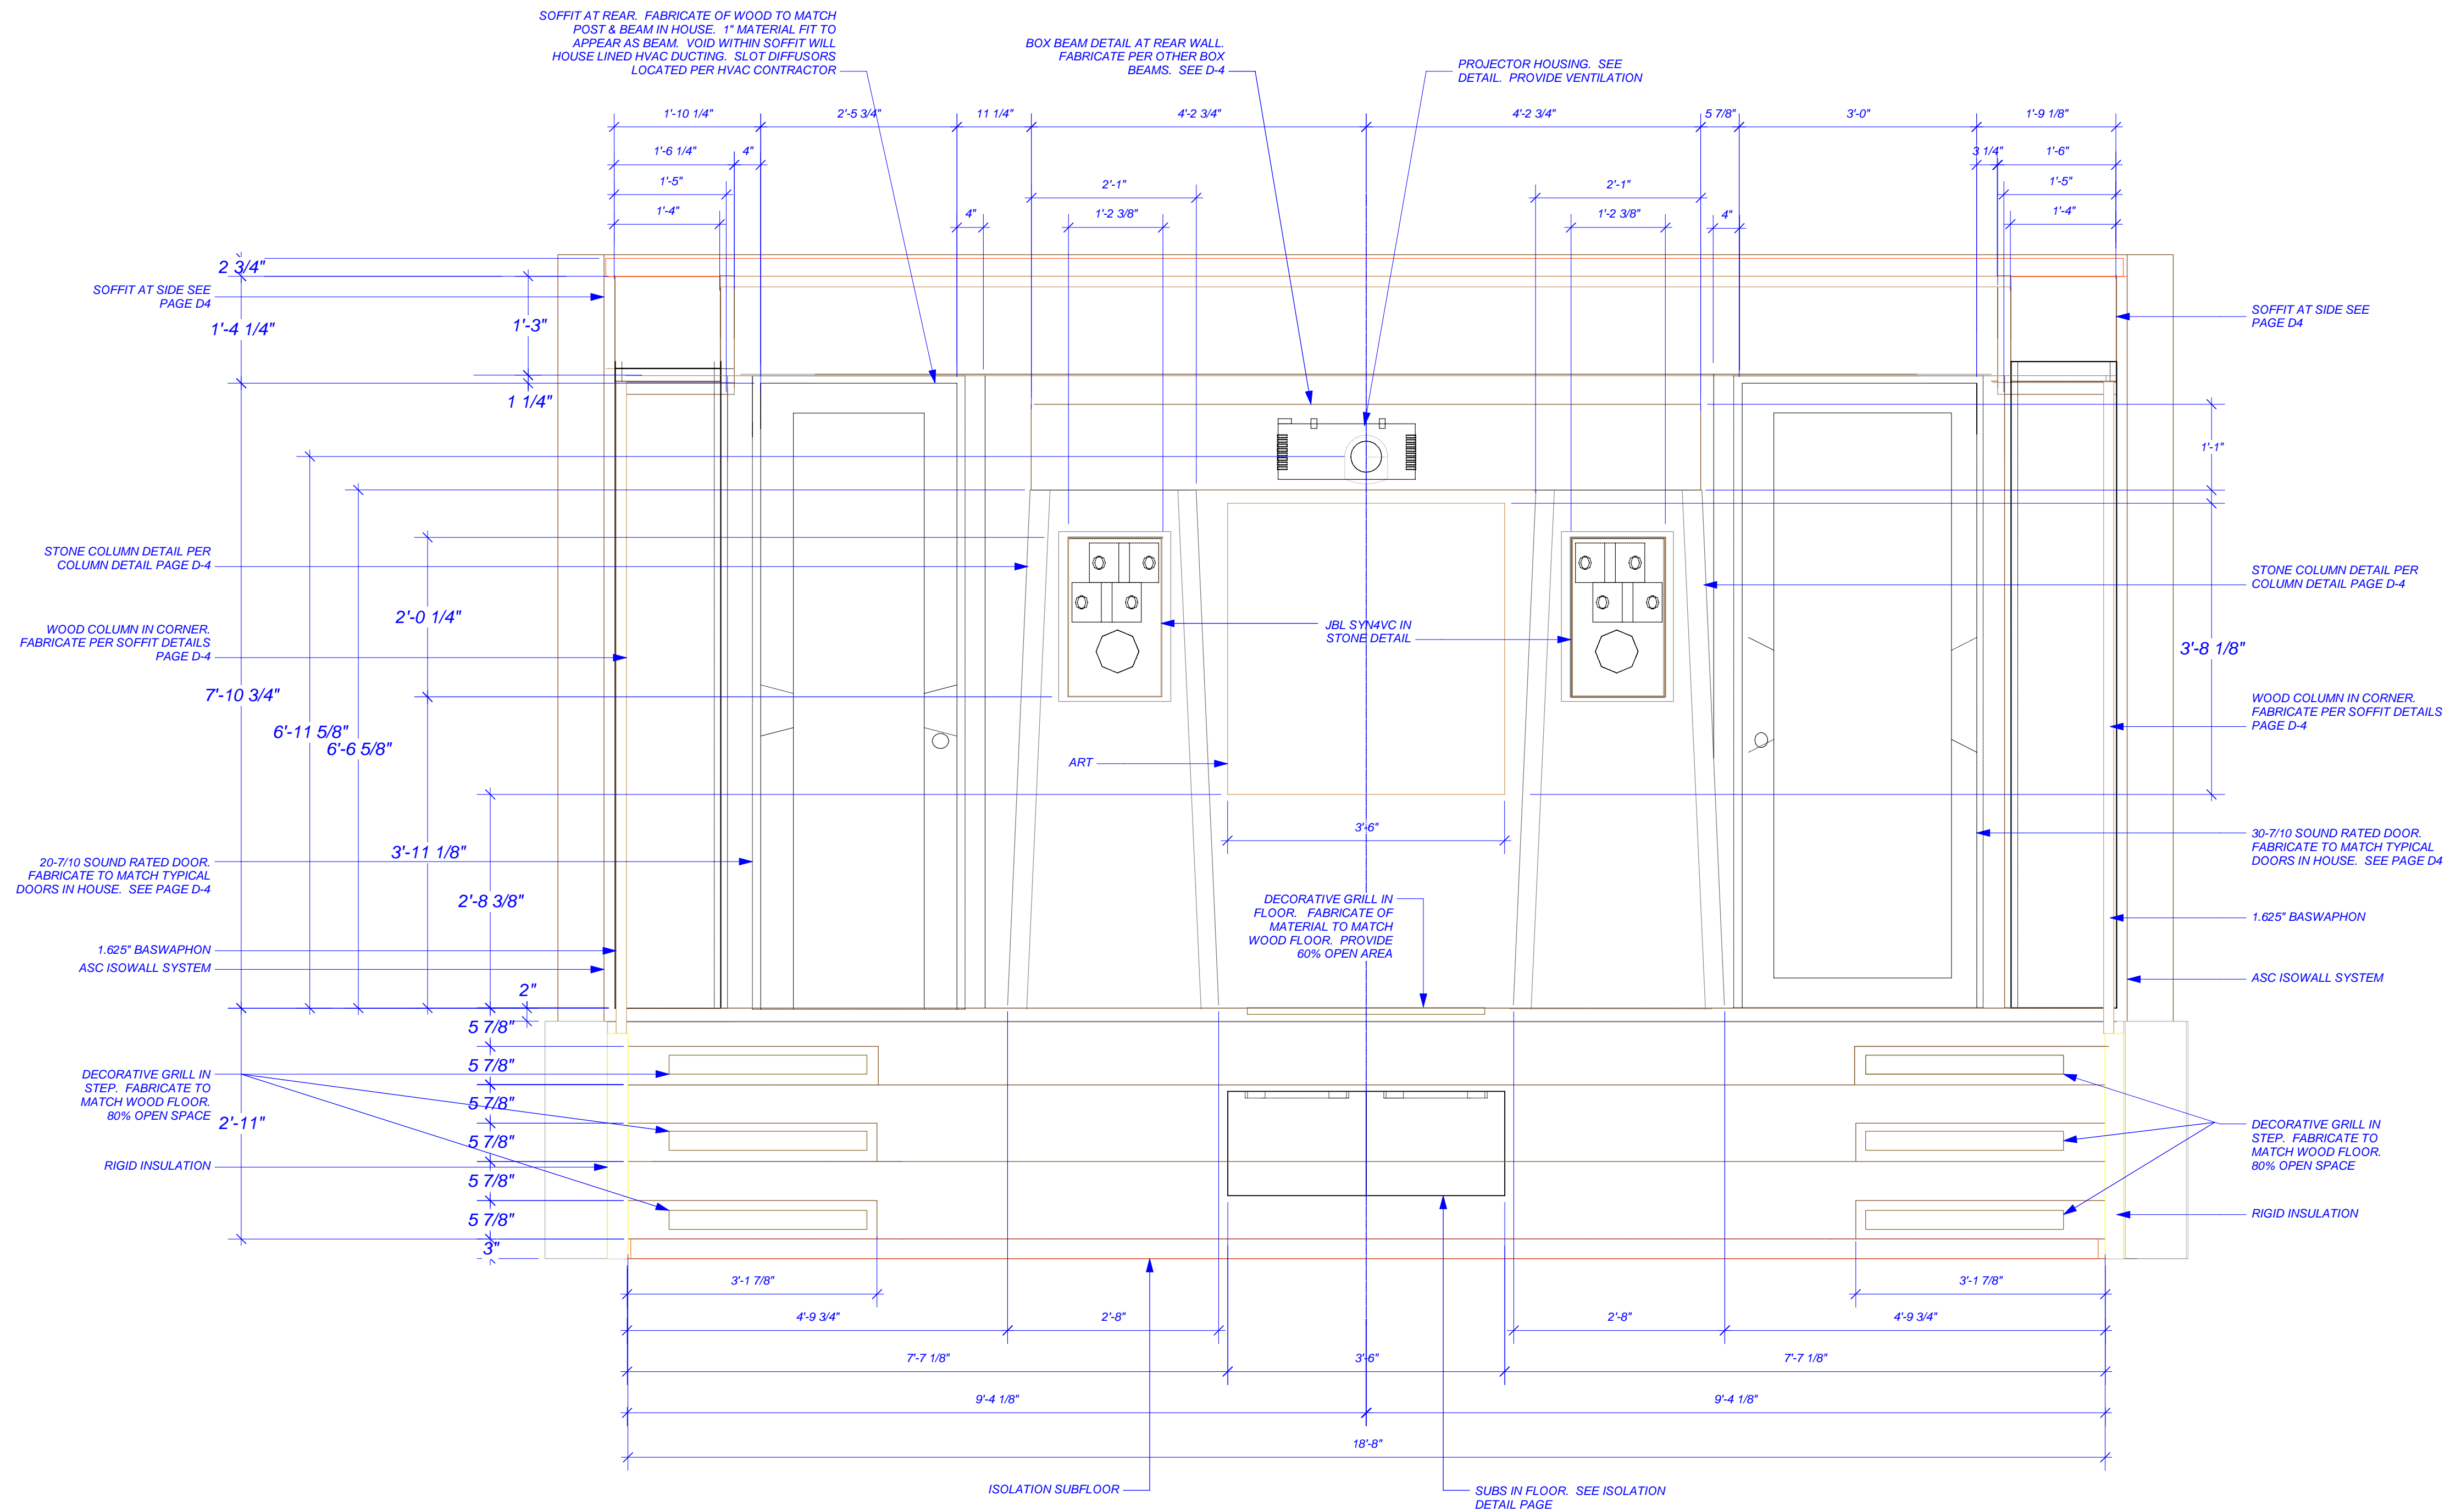 SOFFIT AT REAR. FABRICATE OF WOOD TO MATCH
POST & BEAM IN HOUSE. 1" MATERIAL FIT TO
APPEAR AS BEAM. VOID WITHIN SOFFIT WILL
HOUSE LINED HVAC DUCTING. SLOT DIFFUSORS
LOCATED PER HVAC CONTRACTOR
BOX BEAM DETAIL AT REAR WALL.
FABRICATE PER OTHER BOX
BEAMS. SEE D-4
PROJECTOR HOUSING. SEE
DETAIL. PROVIDE VENTILATION
1'-10 1/4"
2'-5 3/4"
11 1/4"
4'-2 3/4"
4'-2 3/4"
5 7/8"
3'-0"
1'-9 1/8"
1'-6 1/4"
4"
3 1/4"
1'-6"
1'-5"
2'-1"
2'-1"
1'-5"
1'-4"
4"
1'-2 3/8"
1'-2 3/8"
4"
1'-4"
2 3/4"
SOFFIT AT SIDE SEE
PAGE D4
1'-4 1/4"
1'-3"
1 1/4"
SOFFIT AT SIDE SEE
PAGE D4
1'-1"
STONE COLUMN DETAIL PER
COLUMN DETAIL PAGE D-4
STONE COLUMN DETAIL PER
COLUMN DETAIL PAGE D-4
2'-0 1/4"
JBL SYN4VC IN
STONE DETAIL
WOOD COLUMN IN CORNER.
FABRICATE PER SOFFIT DETAILS
PAGE D-4
3'-8 1/8"
7'-10 3/4"
6'-11 5/8"
6'-6 5/8"
WOOD COLUMN IN CORNER.
FABRICATE PER SOFFIT DETAILS
PAGE D-4
ART
3'-6"
3'-11 1/8"
20-7/10 SOUND RATED DOOR.
FABRICATE TO MATCH TYPICAL
DOORS IN HOUSE. SEE PAGE D-4
30-7/10 SOUND RATED DOOR.
FABRICATE TO MATCH TYPICAL
DOORS IN HOUSE. SEE PAGE D4
2'-8 3/8"
DECORATIVE GRILL IN
FLOOR. FABRICATE OF
MATERIAL TO MATCH
WOOD FLOOR. PROVIDE
60% OPEN AREA
1.625" BASWAPHON
ASC ISOWALL SYSTEM
1.625" BASWAPHON
ASC ISOWALL SYSTEM
2"
5 7/8"
5 7/8"
5 7/8"
5 7/8"
5 7/8"
5 7/8"
3"
DECORATIVE GRILL IN
STEP. FABRICATE TO
MATCH WOOD FLOOR.
80% OPEN SPACE
2'-11"
RIGID INSULATION
DECORATIVE GRILL IN
STEP. FABRICATE TO
MATCH WOOD FLOOR.
80% OPEN SPACE
RIGID INSULATION
3'-1 7/8"
3'-1 7/8"
4'-9 3/4"
2'-8"
2'-8"
4'-9 3/4"
7'-7 1/8"
3'-6"
7'-7 1/8"
9'-4 1/8"
9'-4 1/8"
18'-8"
ISOLATION SUBFLOOR
SUBS IN FLOOR. SEE ISOLATION
DETAIL PAGE